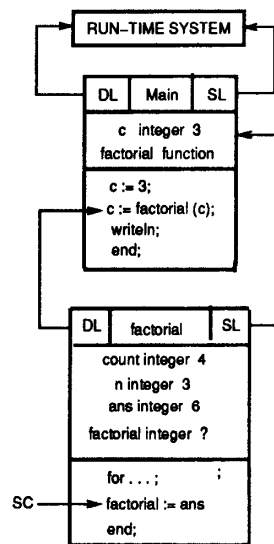 RUN-TIME SYSTEM
DL Main SL
c integer 3
factorial function
c := 3;
c := factorial (c);
writeln;
end;
DL factorial SL
count integer 4
n integer 3
ans integer 6
factorial integer ?
for . . . ; ;
SC factorial := ans
end;